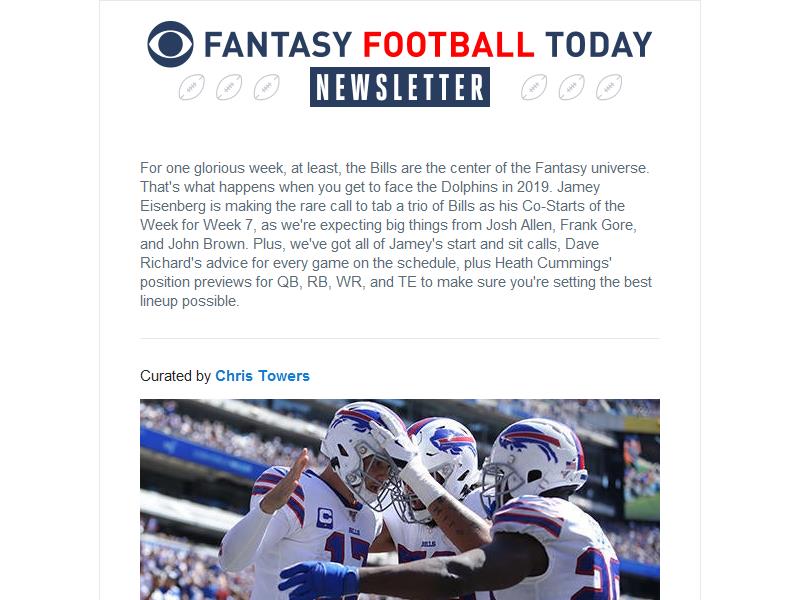 FANTASY FOOTBALL TODAY
NEWSLETTER
For one glorious week, at least, the Bills are the center of the Fantasy universe.
That's what happens when you get to face the Dolphins in 2019. Jamey
Eisenberg is making the rare call to tab a trio of Bills as his Co-Starts of the
Week for Week 7, as we're expecting big things from Josh Allen, Frank Gore,
and John Brown. Plus, we've got all of Jamey's start and sit calls, Dave
Richard's advice for every game on the schedule, plus Heath Cummings'
position previews for QB, RB, WR, and TE to make sure you're setting the best
lineup possible.
Curated by Chris Towers
C
BILLS
BILLS
17